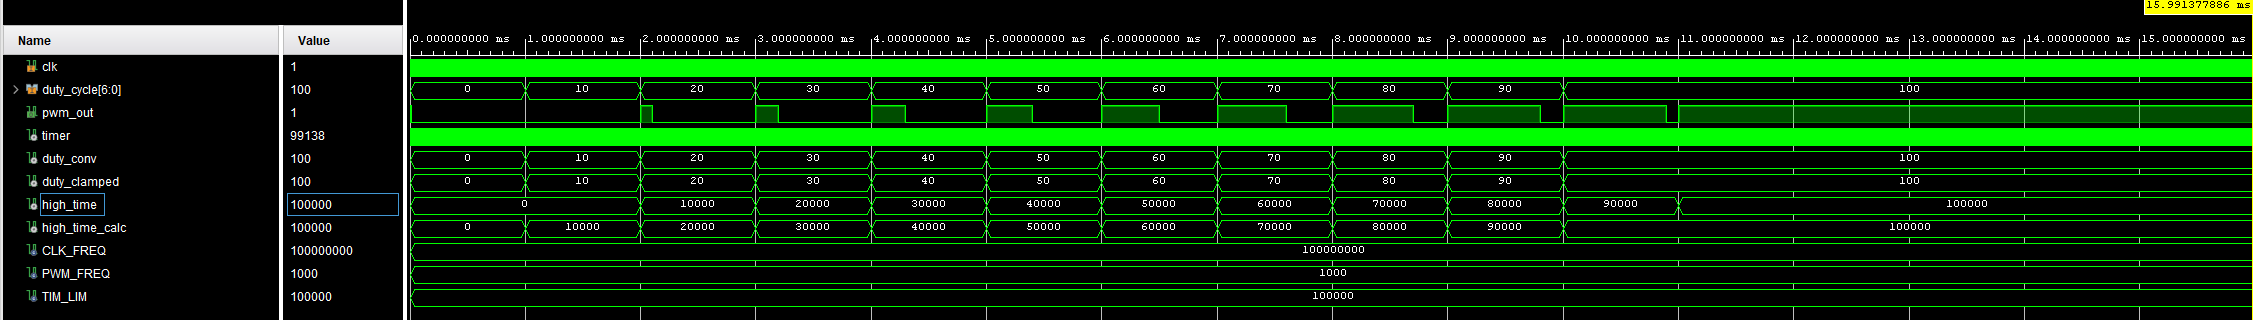 15.991377886 ms
Name Value
0.000000000 ms 1.000000000 ms 2.000000000 ms 3.000000000 ms 4.000000000 ms 5.000000000 ms 6.000000000 ms 7.000000000 ms 8.000000000 ms 9.000000000 ms 10.000000000 ms 11.000000000 ms 12.000000000 ms 13.000000000 ms 14.000000000 ms 15.000000000 ms
clk 1
duty_cycle[6:0] 100 0 10 20 30 40 50 60 70 80 90 100
pwm_out 1
timer 99138
duty_conv 100 0 10 20 30 40 50 60 70 80 90 100
duty_clamped 100 0 10 20 30 40 50 60 70 80 90 100
high_time 100000 0 10000 20000 30000 40000 50000 60000 70000 80000 90000 100000
high_time_calc 100000 0 10000 20000 30000 40000 50000 60000 70000 80000 90000 100000
CLK_FREQ 100000000 100000000
PWM_FREQ 1000 1000
TIM_LIM 100000 100000